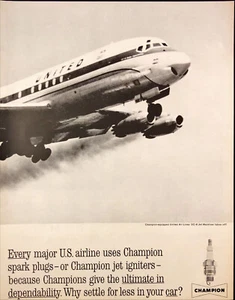 UNITED
Every major U.S. airline uses Champion
spark plugs–or Champion jet igniters–
because Champions give the ultimate in
dependability. Why settle for less in your car?
CHAMPION